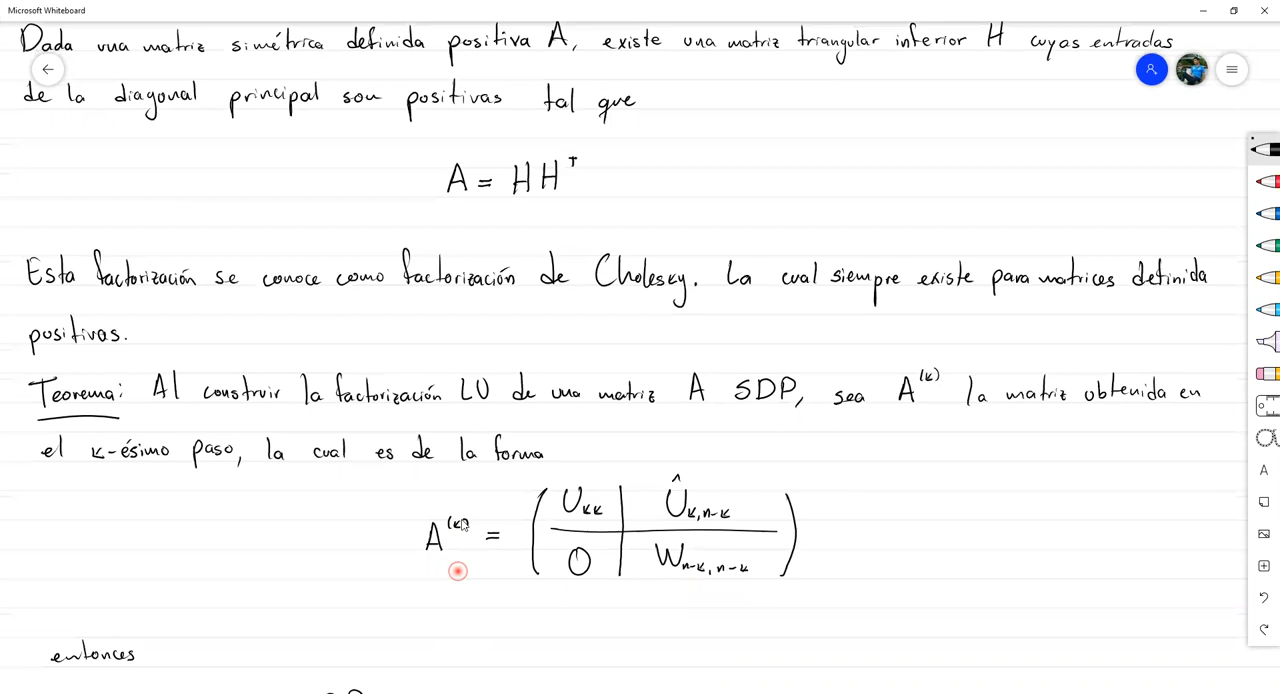 Microsoft Whiteboard
Dada una matriz simétrica definida positiva A, existe una matriz triangular inferior H cuyas entradas
de la diagonal principal son positivas tal que
A = HH^T
Esta factorización se conoce como factorización de Cholesky. La cual siempre existe para matrices definida
positivas.
Teorema: Al construir la factorización LU de una matriz A SDP, sea A^(k) la matriz obtenida en
el k-ésimo paso, la cual es de la forma
A^(k) = ( U_kk | Û_k,n-k
0 | W_n-k,n-k )
entonces